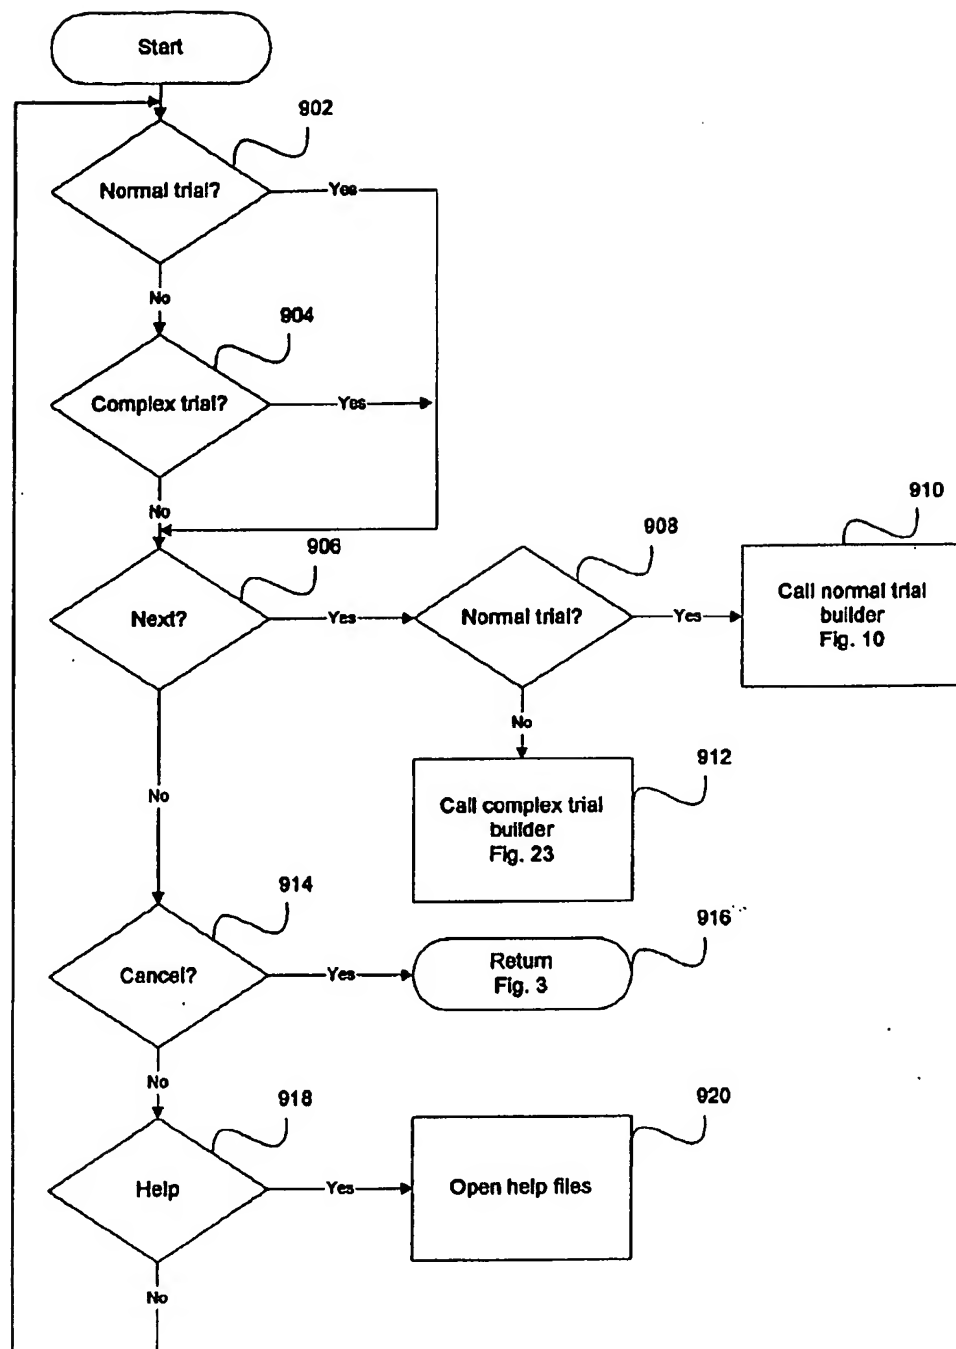 Start
902
Normal trial?
Yes
No
904
Complex trial?
Yes
No
906
Next?
Yes
908
Normal trial?
Yes
910
Call normal trial
builder
Fig. 10
No
912
Call complex trial
builder
Fig. 23
No
914
Cancel?
Yes
916
Return
Fig. 3
No
918
Help
Yes
920
Open help files
No